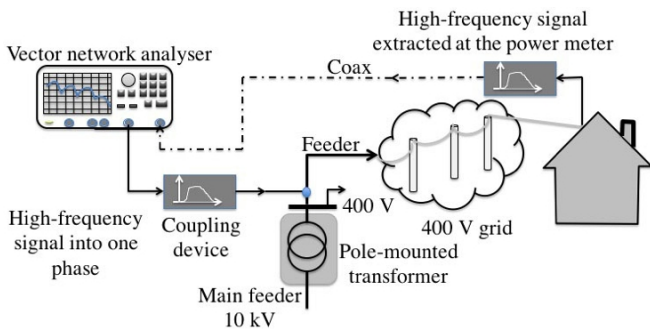 High-frequency signal
extracted at the power meter
Vector network analyser
Coax
Feeder
400 V
400 V grid
High-frequency
signal into one
phase
Coupling
device
Pole-mounted
transformer
Main feeder
10 kV